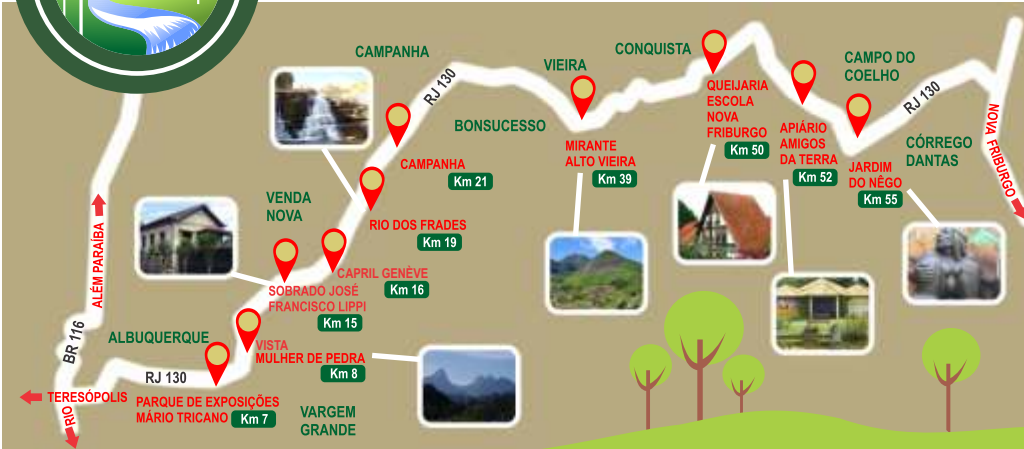 CAMPANHA
RJ 130
VIEIRA
CONQUISTA
CAMPO DO
COELHO
RJ 130
BONSUCESSO
QUEIJARIA
ESCOLA
NOVA
FRIBURGO
Km 50
APIÁRIO
AMIGOS
DA TERRA
Km 52
JARDIM
DO NÊGO
Km 55
CÓRREGO
DANTAS
NOVA FRIBURGO
MIRANTE
ALTO VIEIRA
Km 39
CAMPANHA
Km 21
VENDA
NOVA
RIO DOS FRADES
Km 19
CAPRIL GENÈVE
Km 16
SOBRADO JOSÉ
FRANCISCO LIPPI
Km 15
ALÉM PARAÍBA
BR 116
ALBUQUERQUE
VISTA
MULHER DE PEDRA
Km 8
RJ 130
TERESÓPOLIS
RIO
PARQUE DE EXPOSIÇÕES
MÁRIO TRICANO
Km 7
VARGEM
GRANDE